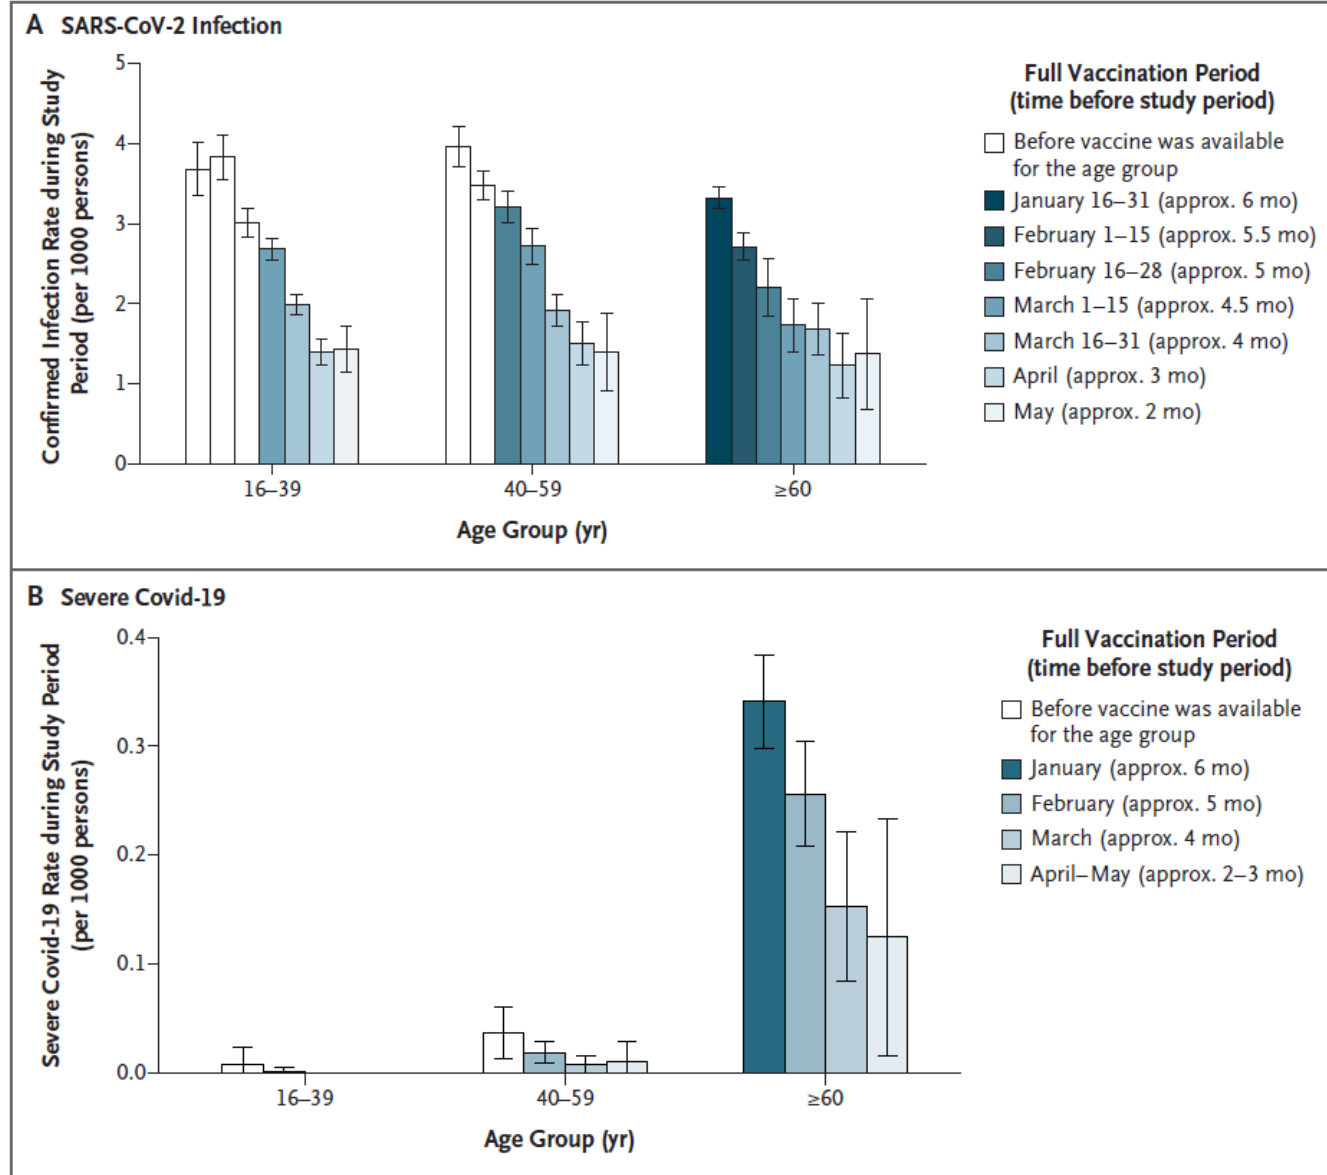 A SARS-CoV-2 Infection
Confirmed Infection Rate during Study
Period (per 1000 persons)
5
4
3
2
1
0
16–39
40–59
≥60
Age Group (yr)
Full Vaccination Period
(time before study period)
Before vaccine was available
for the age group
January 16–31 (approx. 6 mo)
February 1–15 (approx. 5.5 mo)
February 16–28 (approx. 5 mo)
March 1–15 (approx. 4.5 mo)
March 16–31 (approx. 4 mo)
April (approx. 3 mo)
May (approx. 2 mo)
B Severe Covid-19
Severe Covid-19 Rate during Study Period
(per 1000 persons)
0.4
0.3
0.2
0.1
0.0
16–39
40–59
≥60
Age Group (yr)
Full Vaccination Period
(time before study period)
Before vaccine was available
for the age group
January (approx. 6 mo)
February (approx. 5 mo)
March (approx. 4 mo)
April–May (approx. 2–3 mo)